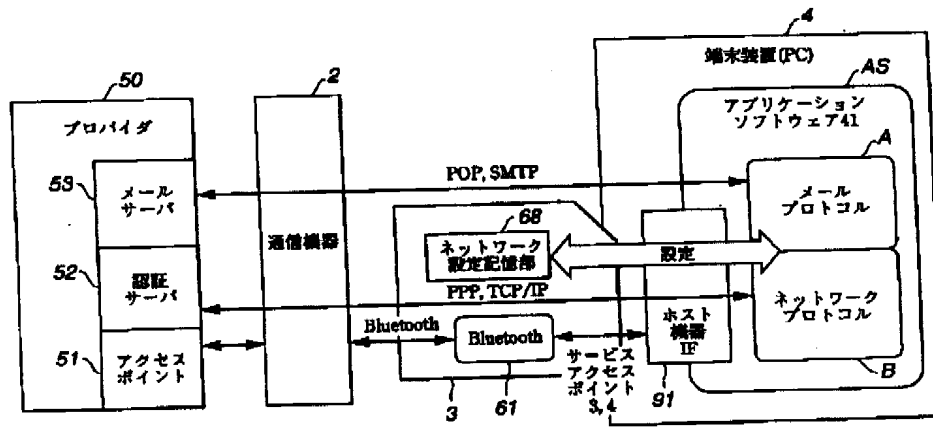 50
プロバイダ
53
メール
サーバ
52
認証
サーバ
51
アクセス
ポイント
2
通信機器
POP, SMTP
68
ネットワーク
設定記憶部
設定
PPP, TCP/IP
Bluetooth
Bluetooth
61
3
サービス
アクセス
ポイント
3, 4
ホスト
機器
IF
91
4
端末装置(PC)
AS
アプリケーション
ソフトウェア41
A
メール
プロトコル
ネットワーク
プロトコル
B